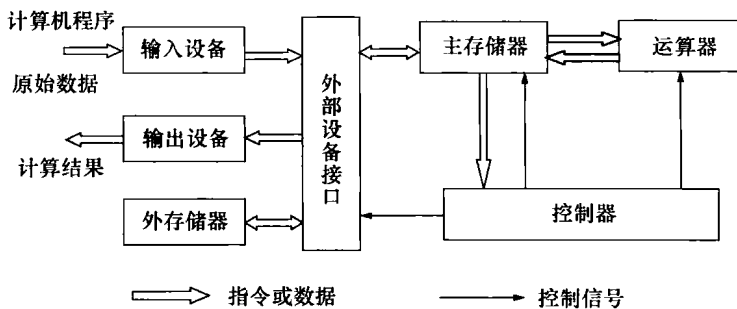 计算机程序
原始数据
输入设备
输出设备
计算结果
外存储器
外部设备接口
主存储器
运算器
控制器
指令或数据
控制信号